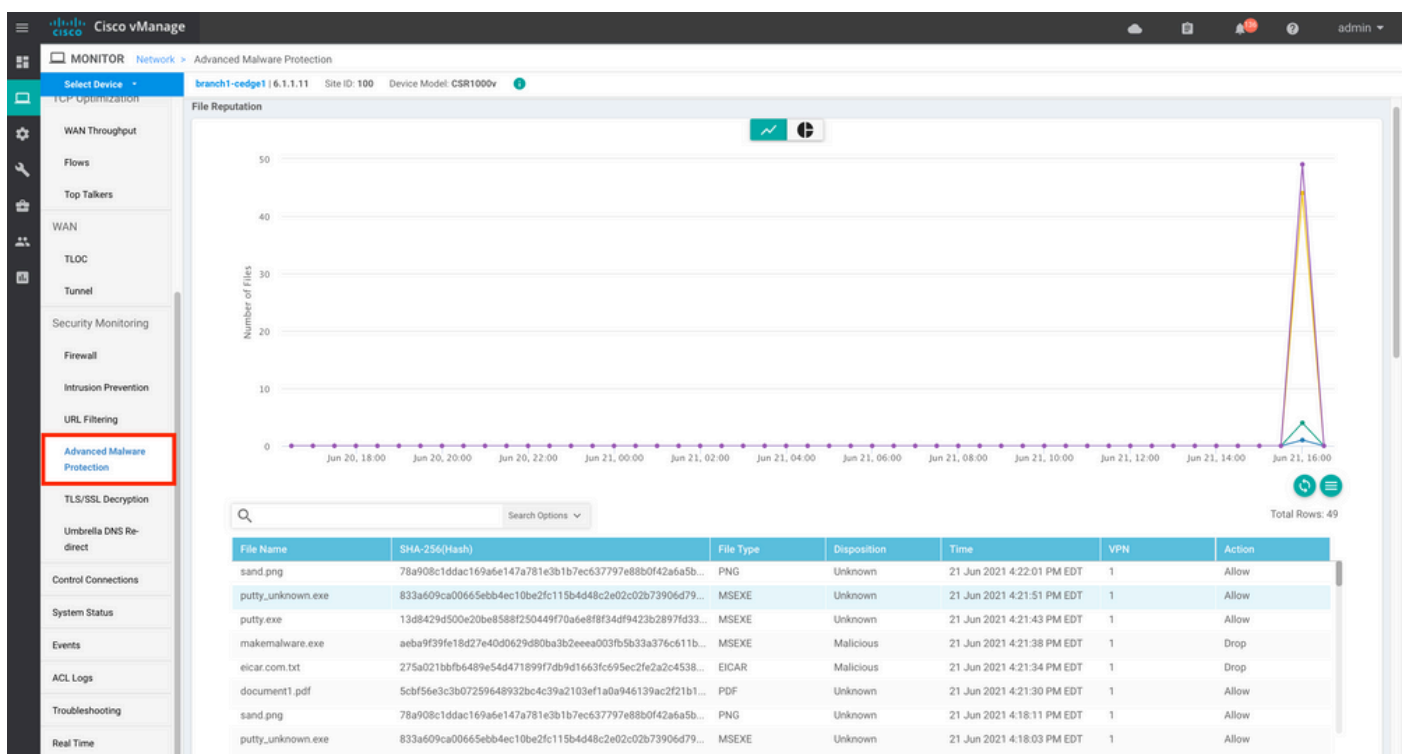 cisco Cisco vManage
136
admin
MONITOR Network > Advanced Malware Protection
Select Device
branch1-cedge1 | 6.1.1.11 Site ID: 100 Device Model: CSR1000v
TCP Optimization
WAN Throughput
Flows
Top Talkers
WAN
TLOC
Tunnel
Security Monitoring
Firewall
Intrusion Prevention
URL Filtering
Advanced Malware
Protection
TLS/SSL Decryption
Umbrella DNS Re-
direct
Control Connections
System Status
Events
ACL Logs
Troubleshooting
Real Time
File Reputation
Number of Files
50
40
30
20
10
0
Jun 20, 18:00 Jun 20, 20:00 Jun 20, 22:00 Jun 21, 00:00 Jun 21, 02:00 Jun 21, 04:00 Jun 21, 06:00 Jun 21, 08:00 Jun 21, 10:00 Jun 21, 12:00 Jun 21, 14:00 Jun 21, 16:00
Search Options
Total Rows: 49
File Name SHA-256(Hash) File Type Disposition Time VPN Action
sand.png 78a908c1ddac169a6e147a781e3b1b7ec637797e88b0f42a6a5b... PNG Unknown 21 Jun 2021 4:22:01 PM EDT 1 Allow
putty_unknown.exe 833a609ca00665ebb4ec10be2fc115b4d48c2e02c02b73906d79... MSEXE Unknown 21 Jun 2021 4:21:51 PM EDT 1 Allow
putty.exe 13d8429d500e20be8588f250449f70a6e8f8f34df9423b2897fd33... MSEXE Unknown 21 Jun 2021 4:21:43 PM EDT 1 Allow
makemalware.exe aeba9f39fe18d27e40d0629d80ba3b2eeea003fb5b33a376c611b... MSEXE Malicious 21 Jun 2021 4:21:38 PM EDT 1 Drop
eicar.com.txt 275a021bbfb6489e54d471899f7db9d1663fc695ec2fe2a2c4538... EICAR Malicious 21 Jun 2021 4:21:34 PM EDT 1 Drop
document1.pdf 5cbf56e3c3b07259648932bc4c39a2103ef1a0a946139ac2f21b1... PDF Unknown 21 Jun 2021 4:21:30 PM EDT 1 Allow
sand.png 78a908c1ddac169a6e147a781e3b1b7ec637797e88b0f42a6a5b... PNG Unknown 21 Jun 2021 4:18:11 PM EDT 1 Allow
putty_unknown.exe 833a609ca00665ebb4ec10be2fc115b4d48c2e02c02b73906d79... MSEXE Unknown 21 Jun 2021 4:18:03 PM EDT 1 Allow